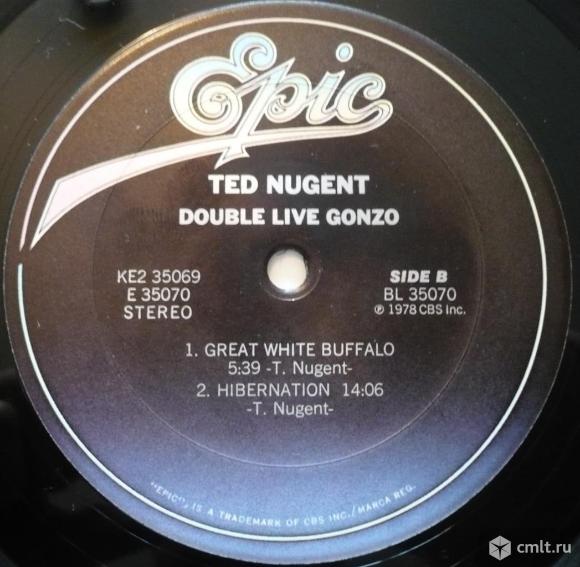 Epic
TED NUGENT
DOUBLE LIVE GONZO
KE2 35069
E 35070
STEREO
SIDE B
BL 35070
℗ 1978 CBS Inc.
1. GREAT WHITE BUFFALO
5:39 -T. Nugent-
2. HIBERNATION 14:06
-T. Nugent-
"EPIC", IS A TRADEMARK OF CBS INC./MARCA REG.
cmlt.ru